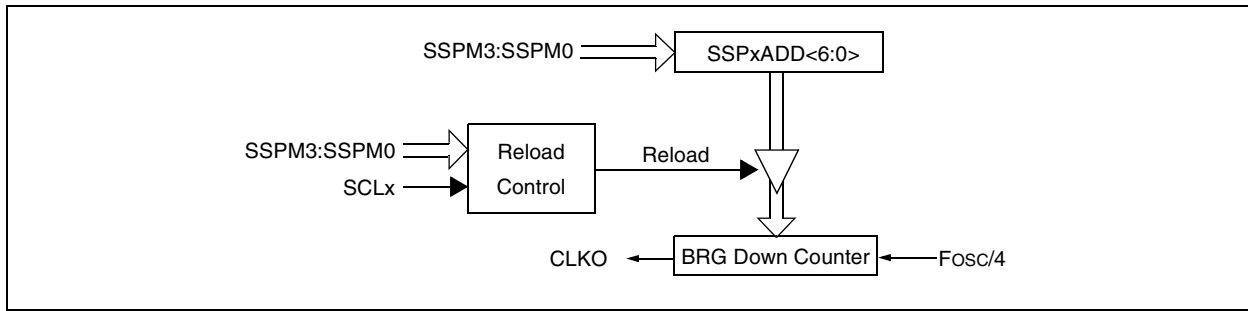 SSPM3:SSPM0
SSPxADD<6:0>
SSPM3:SSPM0
SCLx
Reload
Control
Reload
CLKO
BRG Down Counter
FOSC/4